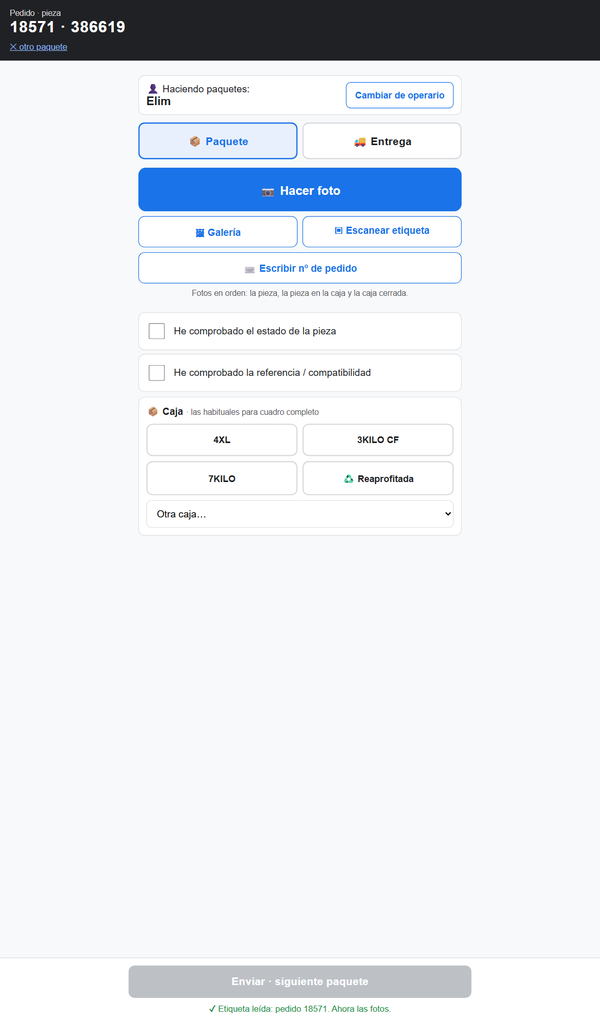 Pedido · pieza
18571 · 386619
✕ otro paquete
Haciendo paquetes:
Elim
Cambiar de operario
Paquete
Entrega
Hacer foto
Galería
Escanear etiqueta
Escribir nº de pedido
Fotos en orden: la pieza, la pieza en la caja y la caja cerrada.
He comprobado el estado de la pieza
He comprobado la referencia / compatibilidad
Caja · las habituales para cuadro completo
4XL
3KILO CF
7KILO
Reaprofitada
Otra caja…
Enviar · siguiente paquete
✓ Etiqueta leída: pedido 18571. Ahora las fotos.